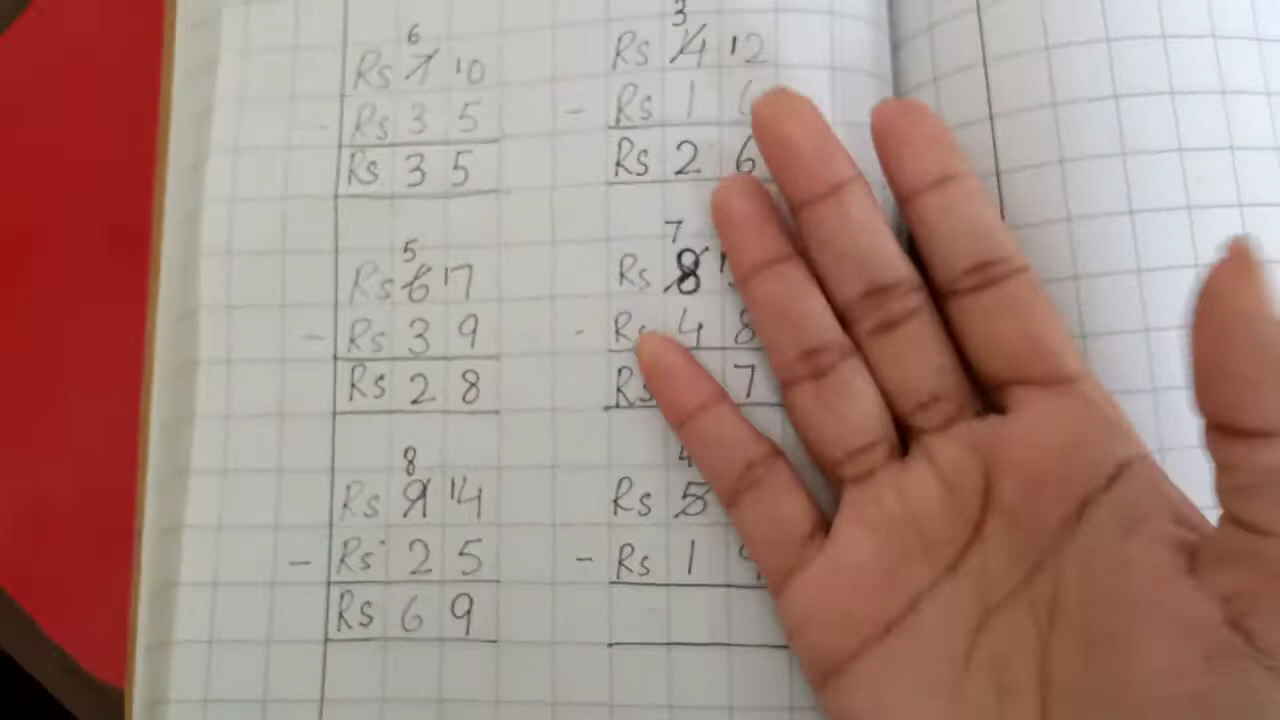 6
Rs 7 10
- Rs 3 5
Rs 3 5
3
Rs 4 12
- Rs 1
Rs 2 6
5
Rs 6 17
- Rs 3 9
Rs 2 8
7
Rs 8
- Rs 4 8
Rs 7
8
Rs 9 14
- Rs 2 5
Rs 6 9
4
Rs 5
- Rs 1